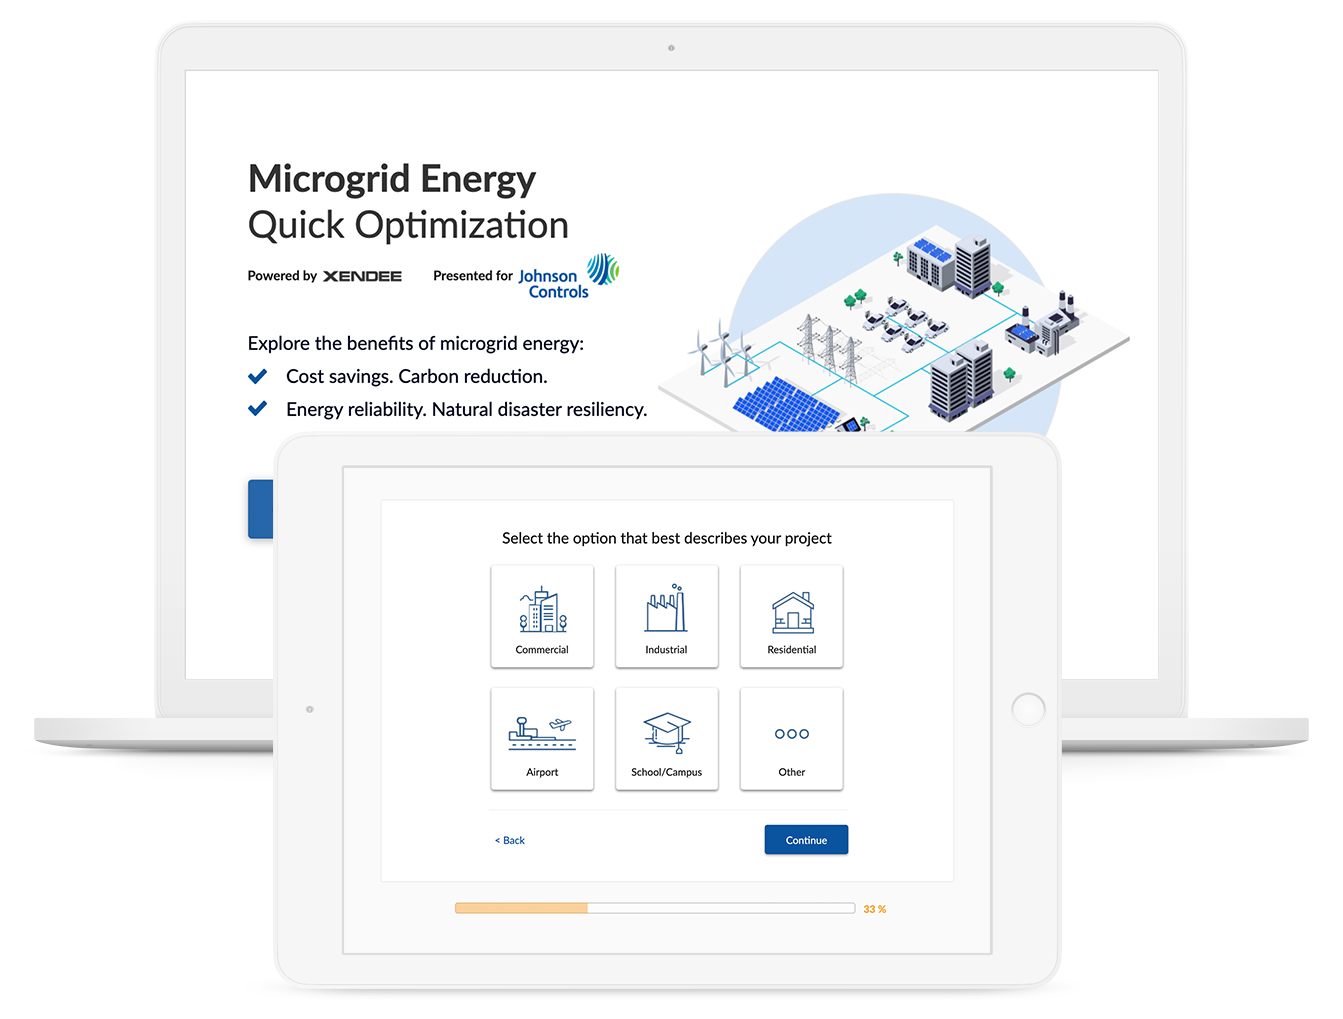 Microgrid Energy
Quick Optimization
Powered by XENDEE Presented for Johnson Controls
Explore the benefits of microgrid energy:
Cost savings. Carbon reduction.
Energy reliability. Natural disaster resiliency.
Select the option that best describes your project
Commercial Industrial Residential
Airport School/Campus Other
< Back Continue
33 %